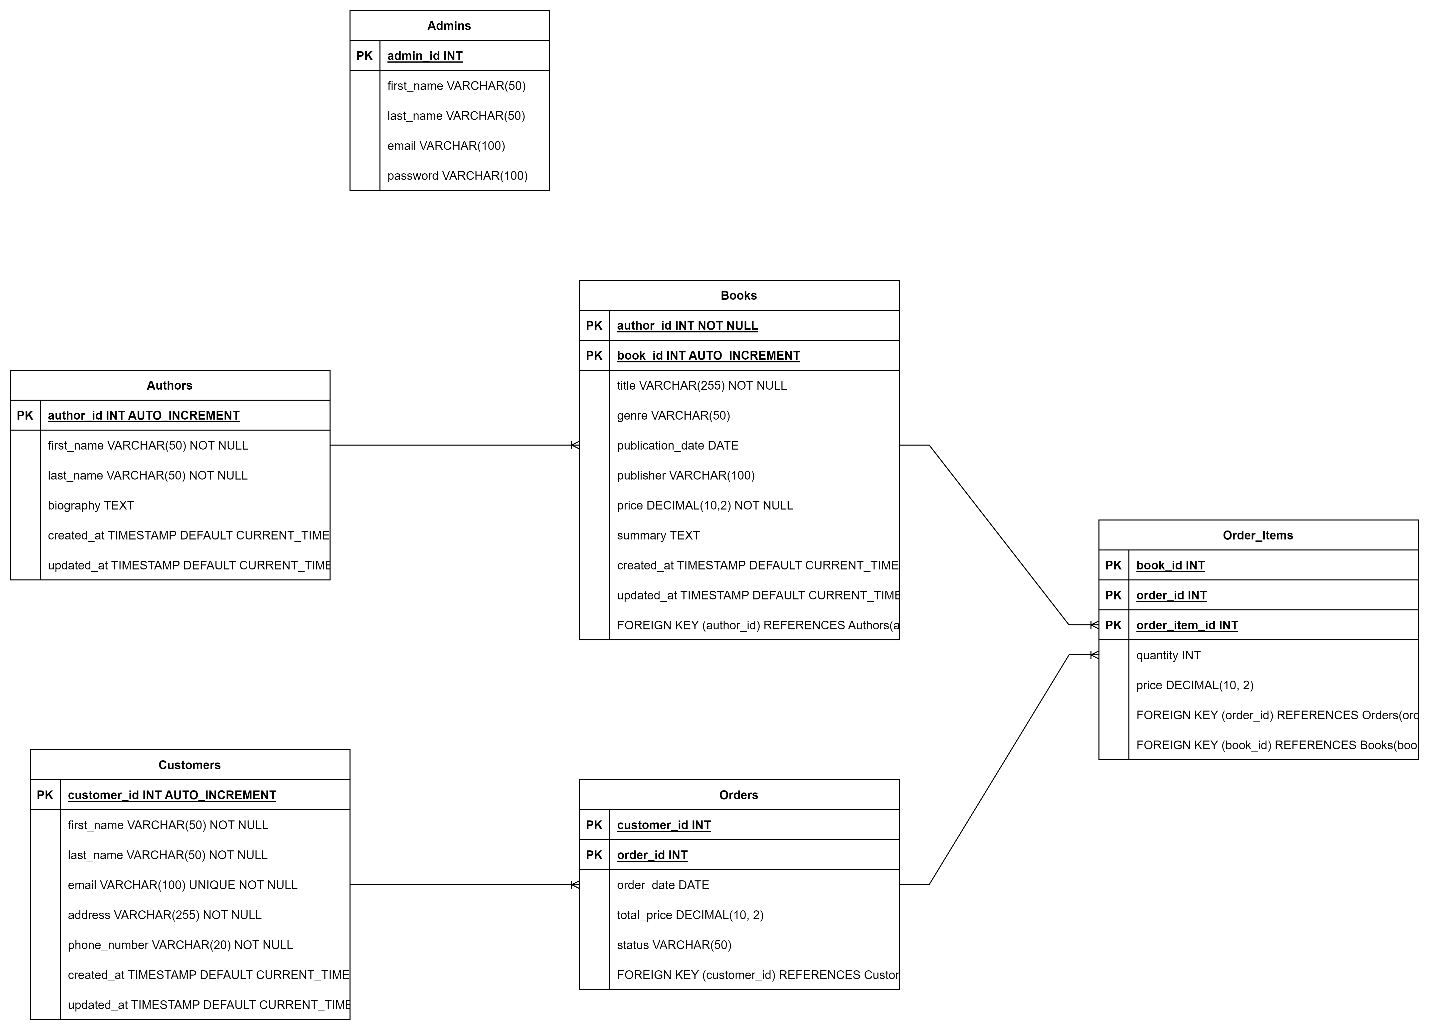 Admins
PK admin_id INT
first_name VARCHAR(50)
last_name VARCHAR(50)
email VARCHAR(100)
password VARCHAR(100)
Books
PK author_id INT NOT NULL
PK book_id INT AUTO_INCREMENT
title VARCHAR(255) NOT NULL
genre VARCHAR(50)
publication_date DATE
publisher VARCHAR(100)
price DECIMAL(10,2) NOT NULL
summary TEXT
created_at TIMESTAMP DEFAULT CURRENT_TIME
updated_at TIMESTAMP DEFAULT CURRENT_TIME
FOREIGN KEY (author_id) REFERENCES Authors(a
Authors
PK author_id INT AUTO_INCREMENT
first_name VARCHAR(50) NOT NULL
last_name VARCHAR(50) NOT NULL
biography TEXT
created_at TIMESTAMP DEFAULT CURRENT_TIME
updated_at TIMESTAMP DEFAULT CURRENT_TIME
Order_Items
PK book_id INT
PK order_id INT
PK order_item_id INT
quantity INT
price DECIMAL(10, 2)
FOREIGN KEY (order_id) REFERENCES Orders(orc
FOREIGN KEY (book_id) REFERENCES Books(boo
Customers
PK customer_id INT AUTO_INCREMENT
first_name VARCHAR(50) NOT NULL
last_name VARCHAR(50) NOT NULL
email VARCHAR(100) UNIQUE NOT NULL
address VARCHAR(255) NOT NULL
phone_number VARCHAR(20) NOT NULL
created_at TIMESTAMP DEFAULT CURRENT_TIME
updated_at TIMESTAMP DEFAULT CURRENT_TIME
Orders
PK customer_id INT
PK order_id INT
order_date DATE
total_price DECIMAL(10, 2)
status VARCHAR(50)
FOREIGN KEY (customer_id) REFERENCES Custor